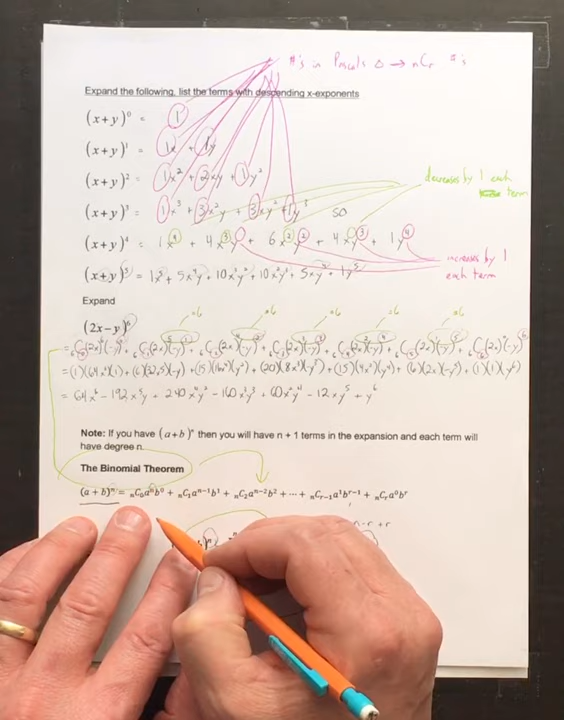 #'s in Pascals Δ → nCr #'s
Expand the following, list the terms with descending x-exponents
(x+y)⁰ = 1
(x+y)¹ = 1x + 1y
(x+y)² = 1x² + 2xy + 1y²
(x+y)³ = 1x³ + 3x²y + 3xy² + 1y³ so
decreases by 1 each term
(x+y)⁴ = 1x⁴ + 4x³y + 6x²y² + 4xy³ + 1y⁴
increases by 1 each term
(x+y)⁵ = 1x⁵ + 5x⁴y + 10x³y² + 10x²y³ + 5xy⁴ + 1y⁵
Expand
(2x−y)⁶
=(1)(64x⁶)(1) + (6)(32x⁵)(-y) + (15)(16x⁴)(y²) + (20)(8x³)(-y³) + (15)(4x²)(y⁴) + (6)(2x)(-y⁵) + (1)(1)(y⁶)
= 64x⁶ − 192x⁵y + 240x⁴y² − 160x³y³ + 60x²y⁴ − 12xy⁵ + y⁶
Note: If you have (a+b)ⁿ then you will have n + 1 terms in the expansion and each term will
have degree n.
The Binomial Theorem
(a + b)ⁿ = ₙC₀aⁿb⁰ + ₙC₁aⁿ⁻¹b¹ + ₙC₂aⁿ⁻²b² + ⋯ + ₙCᵣ₋₁a¹bʳ⁻¹ + ₙCᵣa⁰bʳ
n-r+r